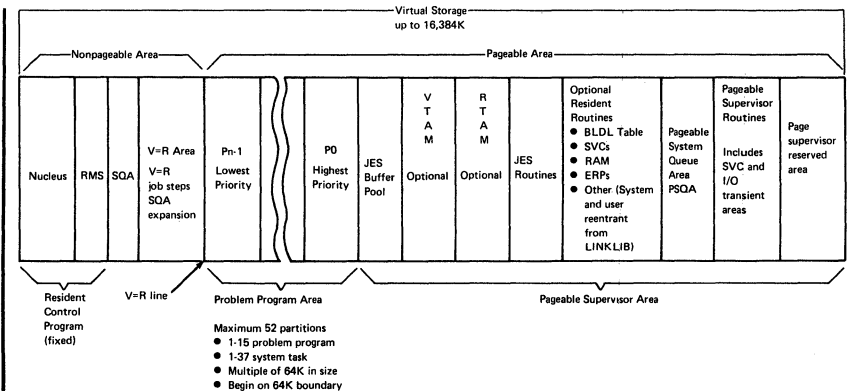 Virtual Storage
up to 16,384K
Nonpageable Area
Pageable Area
Nucleus
RMS
SQA
V=R Area
V=R
job steps
SQA
expansion
Pn-1
Lowest
Priority
P0
Highest
Priority
JES
Buffer
Pool
V
T
A
M
Optional
R
T
A
M
Optional
JES
Routines
Optional
Resident
Routines
● BLDL Table
● SVCs
● RAM
● ERPs
● Other (System
and user
reentrant
from
LINKLIB)
Pageable
System
Queue
Area
PSQA
Pageable
Supervisor
Routines
Includes
SVC and
I/O
transient
areas
Page
supervisor
reserved
area
Resident
Control
Program
(fixed)
V=R line
Problem Program Area
Maximum 52 partitions
● 1-15 problem program
● 1-37 system task
● Multiple of 64K in size
● Begin on 64K boundary
Pageable Supervisor Area